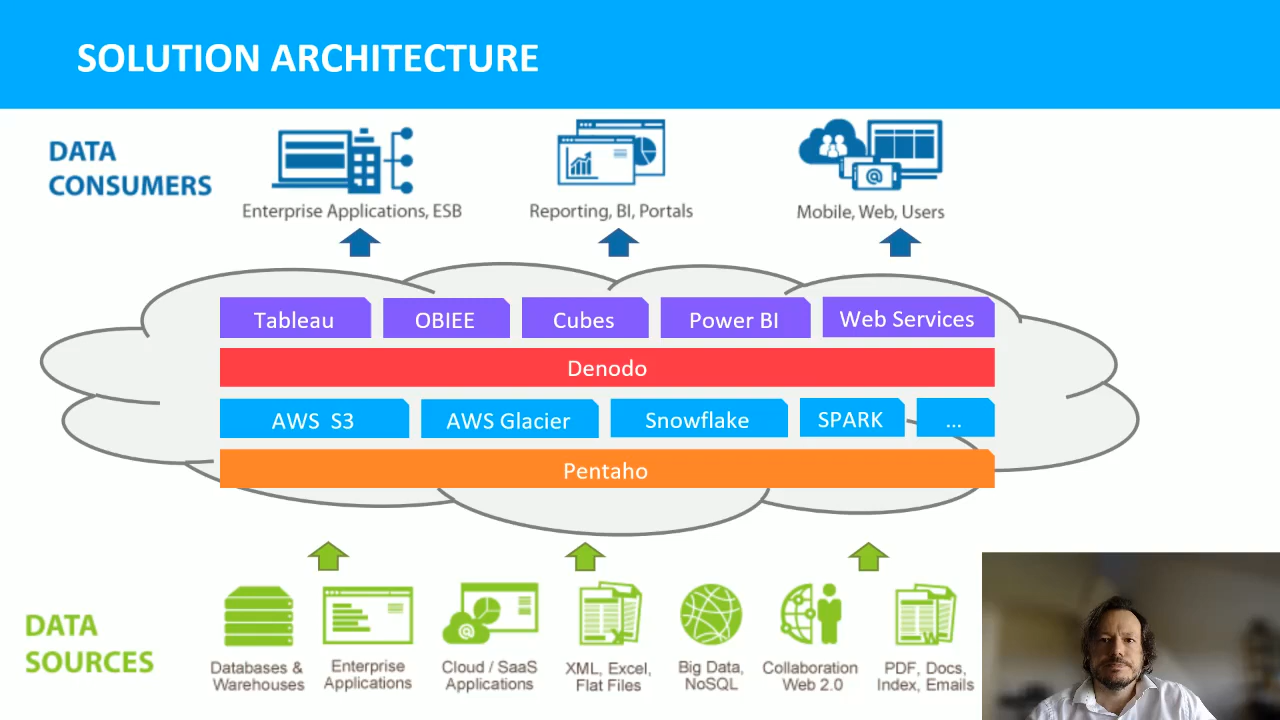 SOLUTION ARCHITECTURE
DATA
CONSUMERS
Enterprise Applications, ESB
Reporting, BI, Portals
Mobile, Web, Users
Tableau
OBIEE
Cubes
Power BI
Web Services
Denodo
AWS S3
AWS Glacier
Snowflake
SPARK
...
Pentaho
DATA
SOURCES
Databases &
Warehouses
Enterprise
Applications
Cloud / SaaS
Applications
XML, Excel,
Flat Files
Big Data,
NoSQL
Collaboration
Web 2.0
PDF, Docs,
Index, Emails